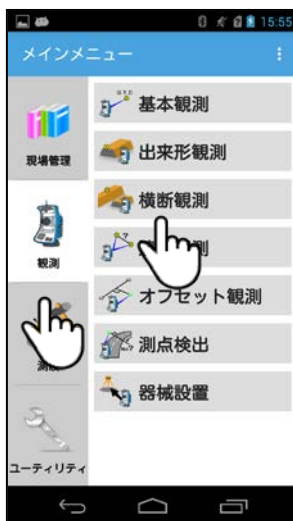 15:55
メインメニュー
現場管理
観測
ユーティリティ
基本観測
出来形観測
横断観測
オフセット観測
測点検出
器械設置